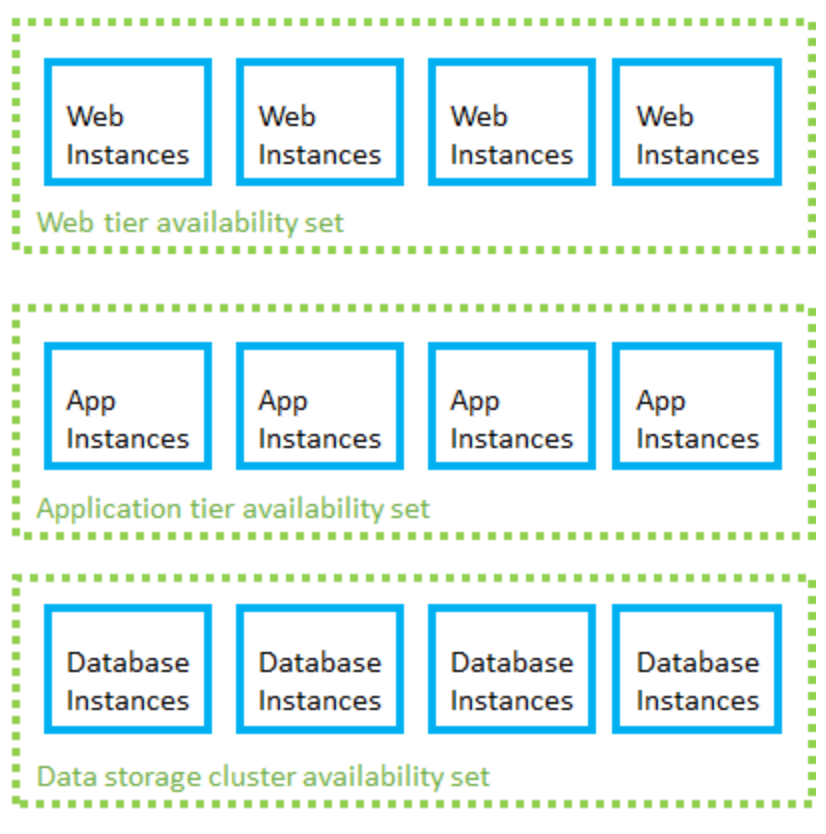 Web Web Web Web
Instances Instances Instances Instances
Web tier availability set
App App App App
Instances Instances Instances Instances
Application tier availability set
Database Database Database Database
Instances Instances Instances Instances
Data storage cluster availability set